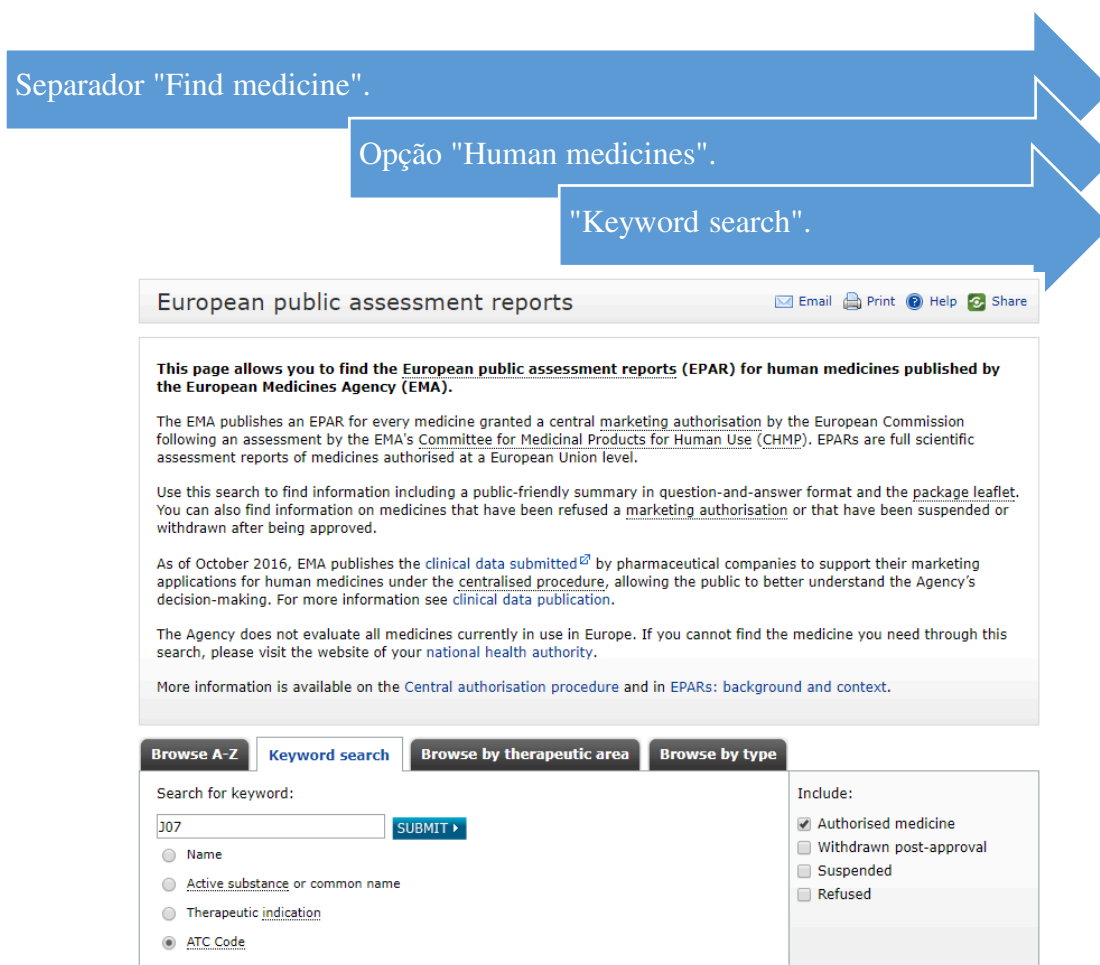 Separador "Find medicine".
Opção "Human medicines".
"Keyword search".
European public assessment reports
Email Print Help Share
This page allows you to find the European public assessment reports (EPAR) for human medicines published by
the European Medicines Agency (EMA).
The EMA publishes an EPAR for every medicine granted a central marketing authorisation by the European Commission
following an assessment by the EMA's Committee for Medicinal Products for Human Use (CHMP). EPARs are full scientific
assessment reports of medicines authorised at a European Union level.
Use this search to find information including a public-friendly summary in question-and-answer format and the package leaflet.
You can also find information on medicines that have been refused a marketing authorisation or that have been suspended or
withdrawn after being approved.
As of October 2016, EMA publishes the clinical data submitted by pharmaceutical companies to support their marketing
applications for human medicines under the centralised procedure, allowing the public to better understand the Agency's
decision-making. For more information see clinical data publication.
The Agency does not evaluate all medicines currently in use in Europe. If you cannot find the medicine you need through this
search, please visit the website of your national health authority.
More information is available on the Central authorisation procedure and in EPARs: background and context.
Browse A-Z Keyword search Browse by therapeutic area Browse by type
Search for keyword:
J07 SUBMIT
Name
Active substance or common name
Therapeutic indication
ATC Code
Include:
Authorised medicine
Withdrawn post-approval
Suspended
Refused